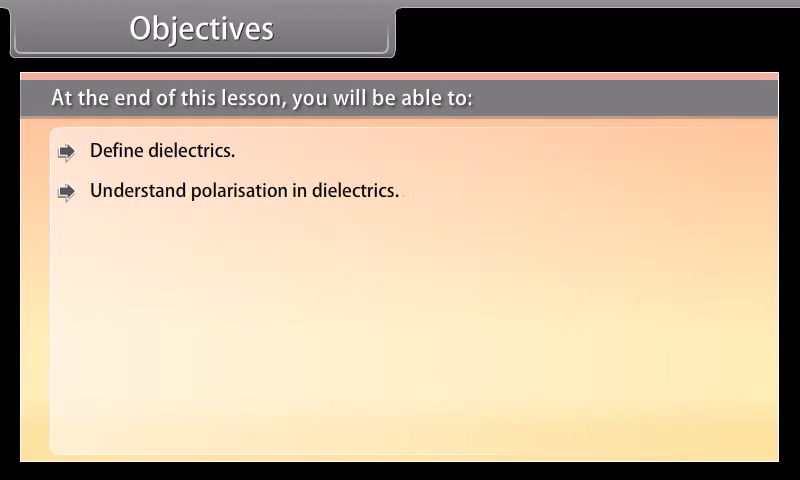 Objectives
At the end of this lesson, you will be able to:
Define dielectrics.
Understand polarisation in dielectrics.